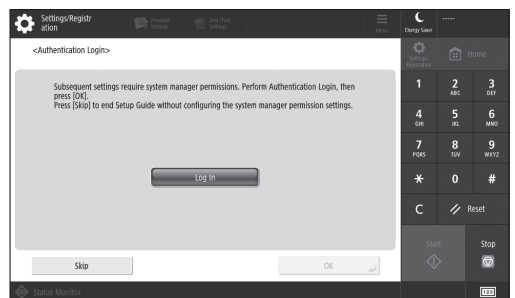 Settings/Registr
ation
Personal
Settings
Dest./Fwd.
Settings
Menu
Energy Saver
-----
<Authentication Login>
Settings/
Registration
Home
Subsequent settings require system manager permissions. Perform Authentication Login, then
press [OK].
Press [Skip] to end Setup Guide without configuring the system manager permission settings.
Log In
Skip
OK
1
2
ABC
3
DEF
4
GHI
5
JKL
6
MNO
7
PQRS
8
TUV
9
WXYZ
*
0
#
C
Reset
Start
Stop
Status Monitor
123